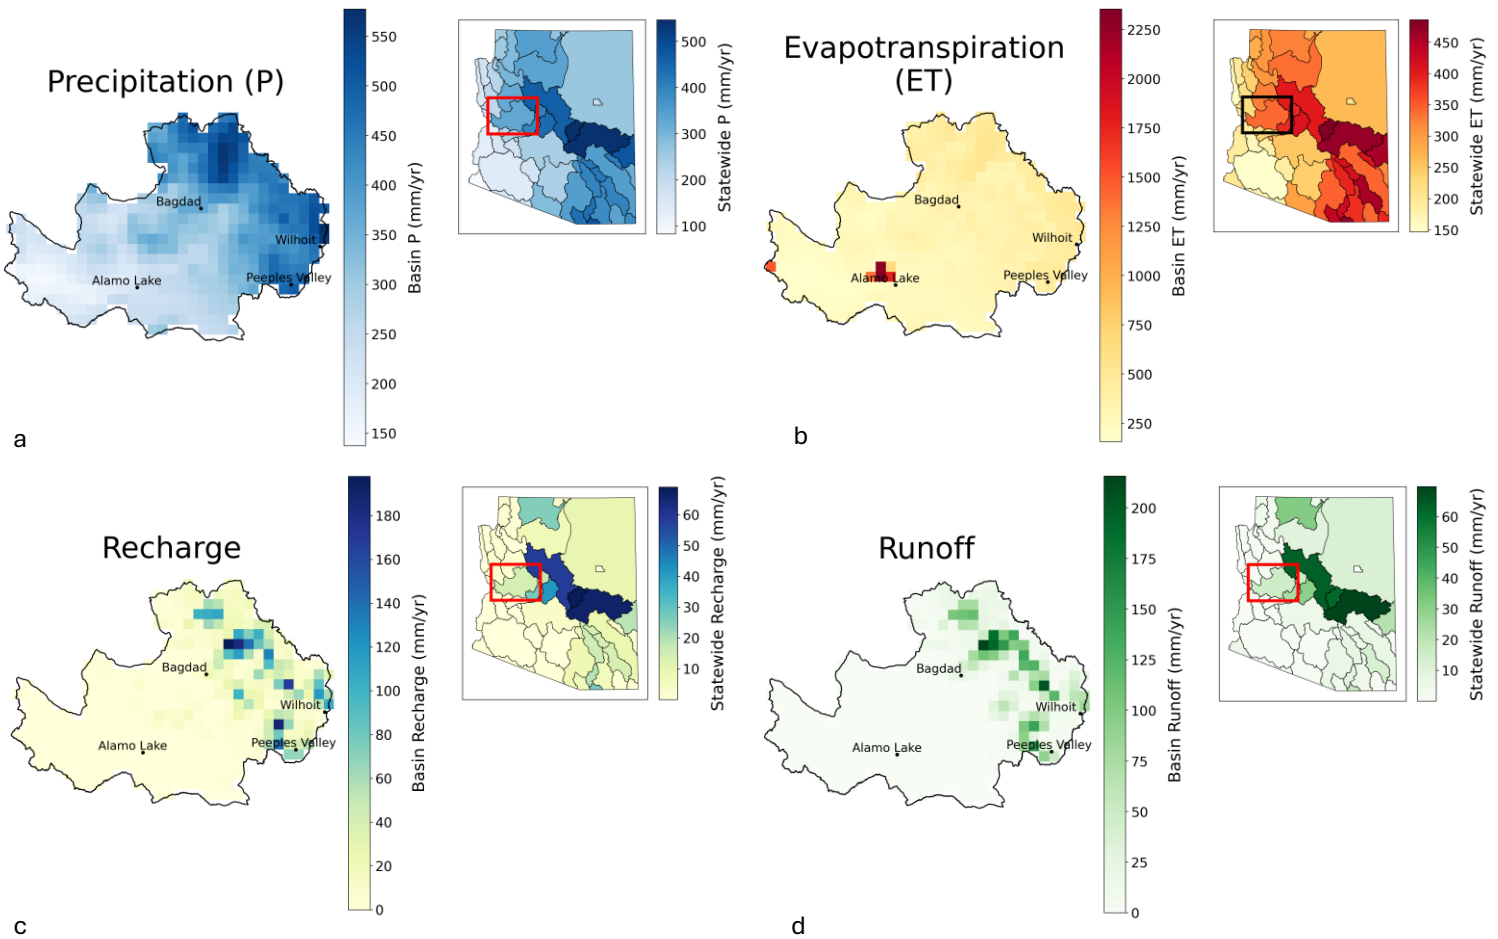 Precipitation (P)
Bagdad
Wilhoit
Alamo Lake
Peeples Valley
550
500
450
400
350
300
250
200
150
Basin P (mm/yr)
500
400
300
200
100
Statewide P (mm/yr)
a
Evapotranspiration
(ET)
Bagdad
Wilhoit
Alamo Lake
Peeples Valley
2250
2000
1750
1500
1250
1000
750
500
250
Basin ET (mm/yr)
450
400
350
300
250
200
150
Statewide ET (mm/yr)
b
Recharge
Bagdad
Wilhoit
Alamo Lake
Peeples Valley
180
160
140
120
100
80
60
40
20
0
Basin Recharge (mm/yr)
60
50
40
30
20
10
Statewide Recharge (mm/yr)
c
Runoff
Bagdad
Wilhoit
Alamo Lake
Peeples Valley
200
175
150
125
100
75
50
25
0
Basin Runoff (mm/yr)
60
50
40
30
20
10
Statewide Runoff (mm/yr)
d